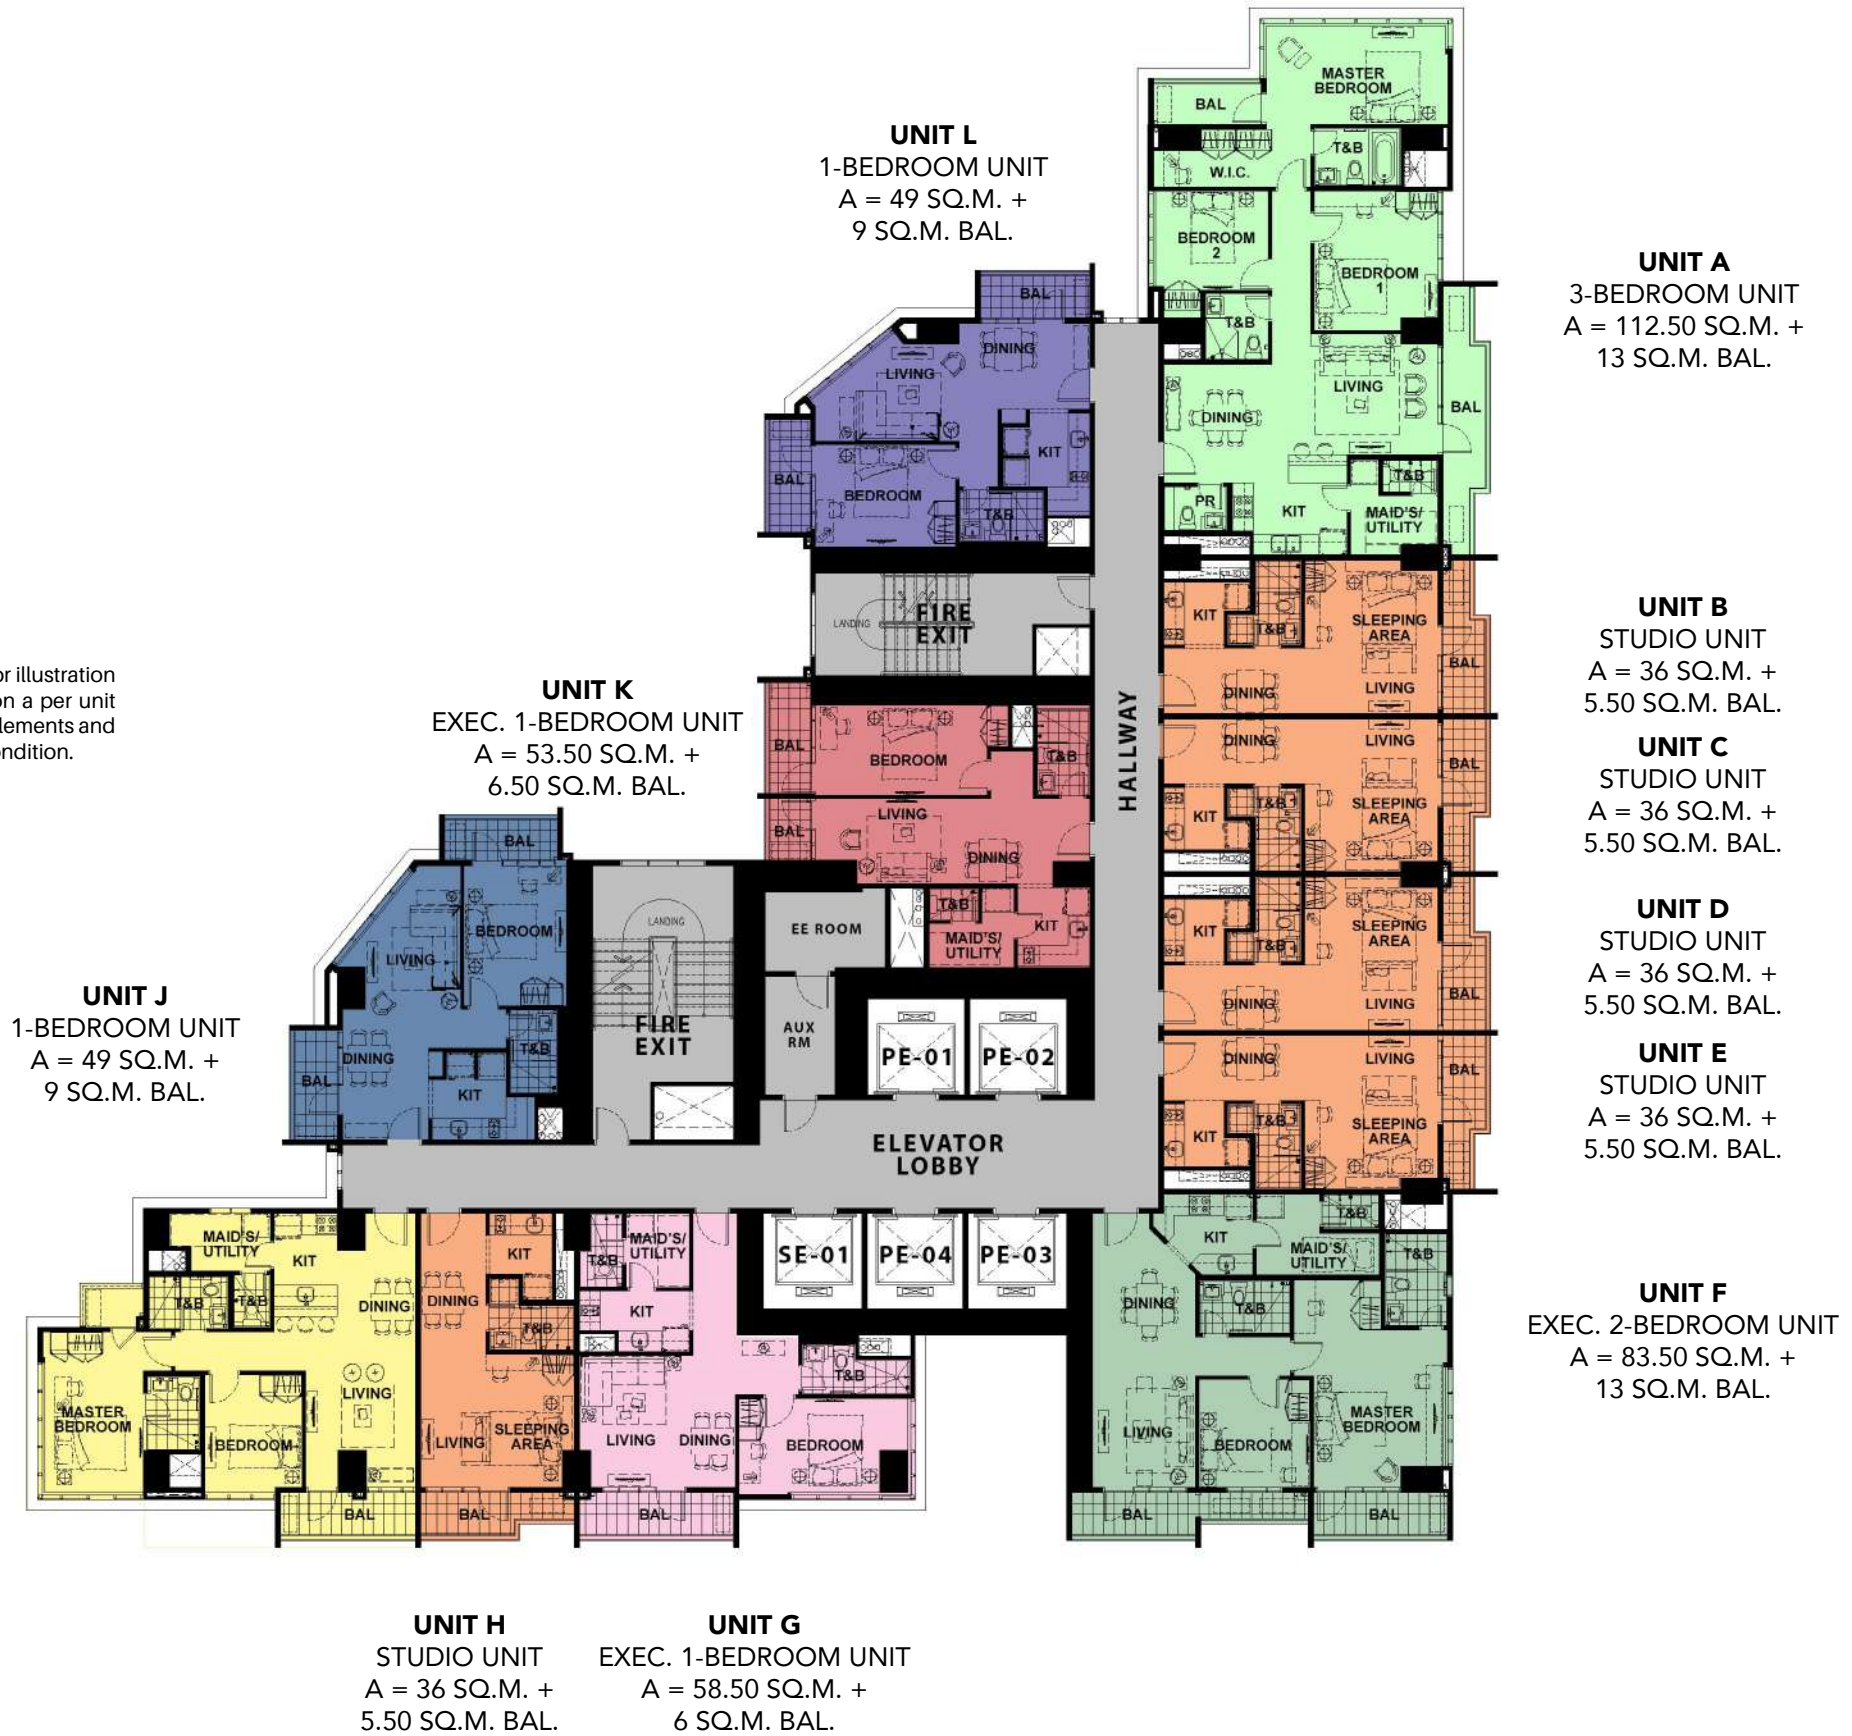 UNIT L
1-BEDROOM UNIT
A = 49 SQ.M. +
9 SQ.M. BAL.
MASTER
BEDROOM
BAL
T&B
W.I.C.
BEDROOM
2
BEDROOM
1
T&B
LIVING
DINING
BAL
T&B
PR
KIT
MAID'S/
UTILITY
UNIT A
3-BEDROOM UNIT
A = 112.50 SQ.M. +
13 SQ.M. BAL.
BAL
DINING
LIVING
KIT
BAL
BEDROOM
T&B
LANDING
FIRE
EXIT
HALLWAY
KIT
T&B
SLEEPING
AREA
BAL
DINING
LIVING
UNIT B
STUDIO UNIT
A = 36 SQ.M. +
5.50 SQ.M. BAL.
or illustration
on a per unit
lements and
ondition.
UNIT K
EXEC. 1-BEDROOM UNIT
A = 53.50 SQ.M. +
6.50 SQ.M. BAL.
BAL
BEDROOM
T&B
LIVING
BAL
DINING
T&B
KIT
MAID'S/
UTILITY
DINING
LIVING
BAL
T&B
KIT
SLEEPING
AREA
UNIT C
STUDIO UNIT
A = 36 SQ.M. +
5.50 SQ.M. BAL.
KIT
T&B
SLEEPING
AREA
DINING
LIVING
BAL
UNIT D
STUDIO UNIT
A = 36 SQ.M. +
5.50 SQ.M. BAL.
BAL
BEDROOM
LIVING
DINING
T&B
BAL
KIT
UNIT J
1-BEDROOM UNIT
A = 49 SQ.M. +
9 SQ.M. BAL.
LANDING
FIRE
EXIT
EE ROOM
AUX
RM
PE-01
PE-02
DINING
LIVING
BAL
T&B
KIT
SLEEPING
AREA
UNIT E
STUDIO UNIT
A = 36 SQ.M. +
5.50 SQ.M. BAL.
ELEVATOR
LOBBY
SE-01
PE-04
PE-03
MAID'S/
UTILITY
KIT
T&B
T&B
DINING
LIVING
MASTER
BEDROOM
BEDROOM
BAL
KIT
DINING
T&B
LIVING
SLEEPING
AREA
BAL
MAID'S/
UTILITY
T&B
KIT
T&B
LIVING
DINING
BEDROOM
BAL
T&B
KIT
MAID'S/
UTILITY
T&B
DINING
T&B
LIVING
BEDROOM
MASTER
BEDROOM
BAL
BAL
UNIT F
EXEC. 2-BEDROOM UNIT
A = 83.50 SQ.M. +
13 SQ.M. BAL.
UNIT H
STUDIO UNIT
A = 36 SQ.M. +
5.50 SQ.M. BAL.
UNIT G
EXEC. 1-BEDROOM UNIT
A = 58.50 SQ.M. +
6 SQ.M. BAL.